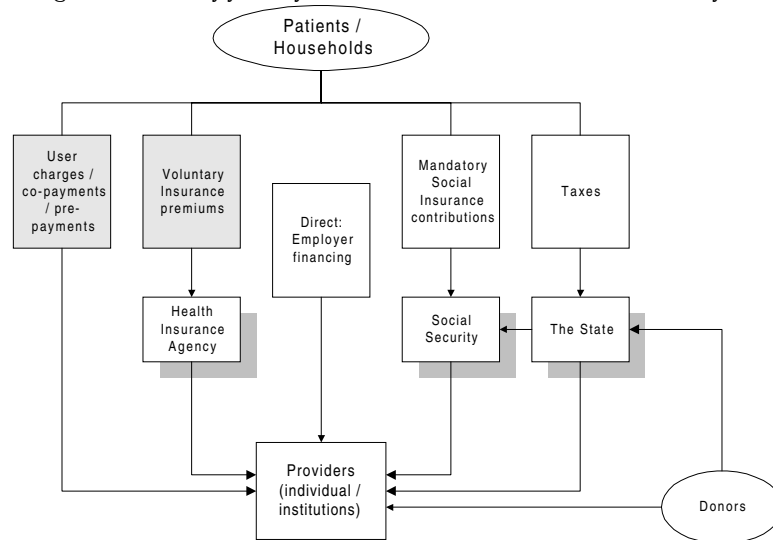 Patients /
Households
User
charges /
co-payments
/ pre-
payments
Voluntary
Insurance
premiums
Direct:
Employer
financing
Mandatory
Social
Insurance
contributions
Taxes
Health
Insurance
Agency
Social
Security
The State
Providers
(individual /
institutions)
Donors